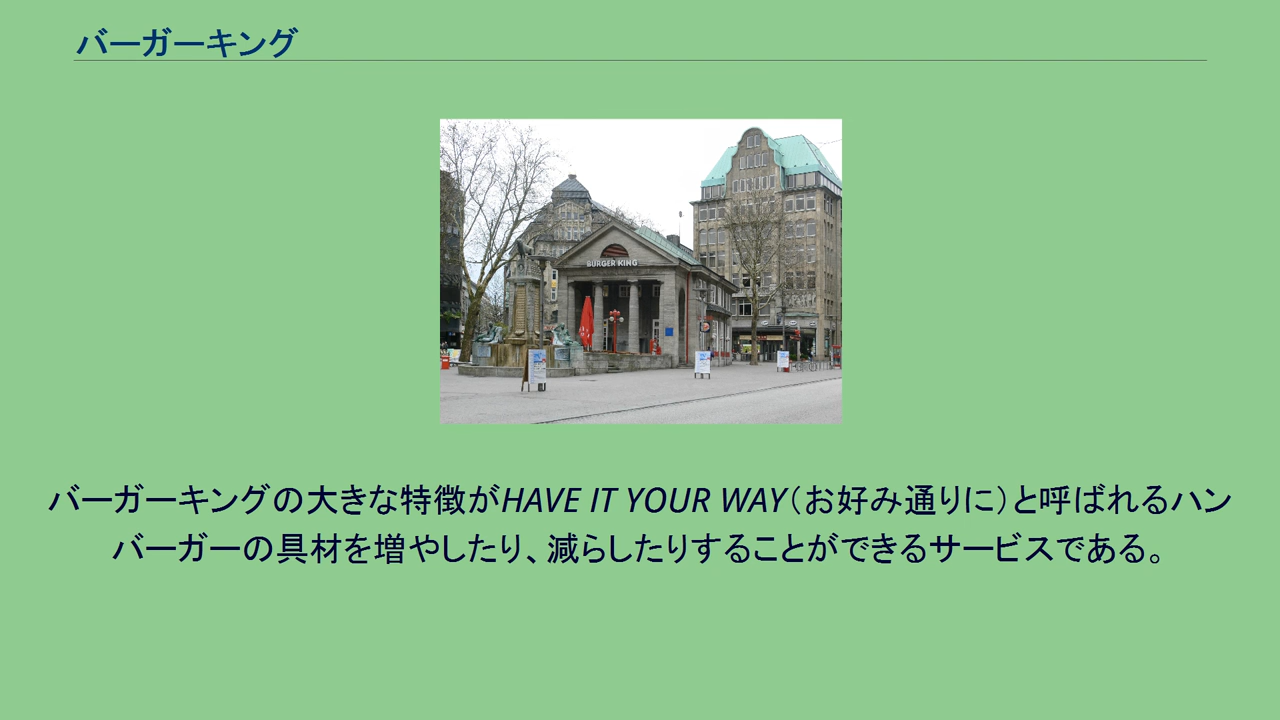 バーガーキング
BURGER KING
バーガーキングの大きな特徴がHAVE IT YOUR WAY(お好み通りに)と呼ばれるハン
バーガーの具材を増やしたり、減らしたりすることができるサービスである。